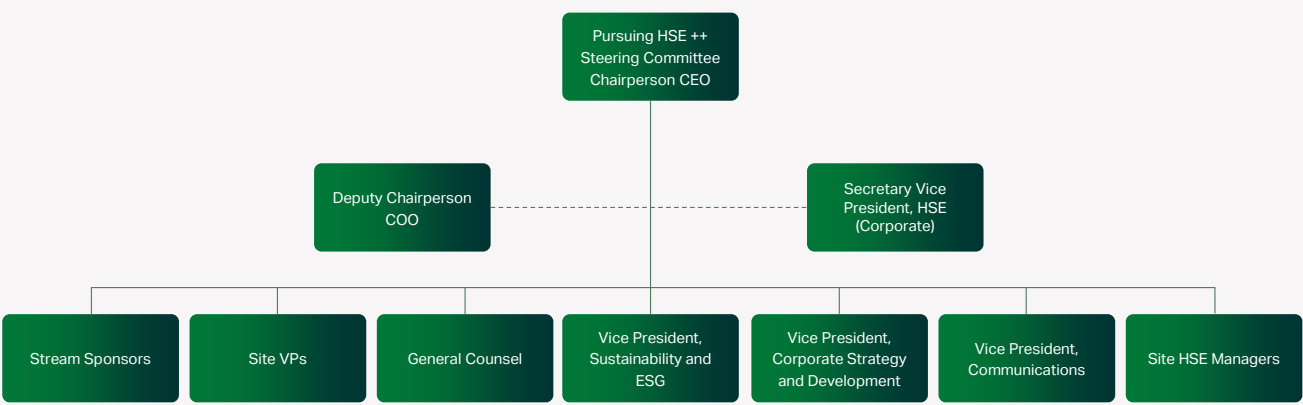 Pursuing HSE ++
Steering Committee
Chairperson CEO
Deputy Chairperson
COO
Secretary Vice
President, HSE
(Corporate)
Stream Sponsors
Site VPs
General Counsel
Vice President,
Sustainability and
ESG
Vice President,
Corporate Strategy
and Development
Vice President,
Communications
Site HSE Managers